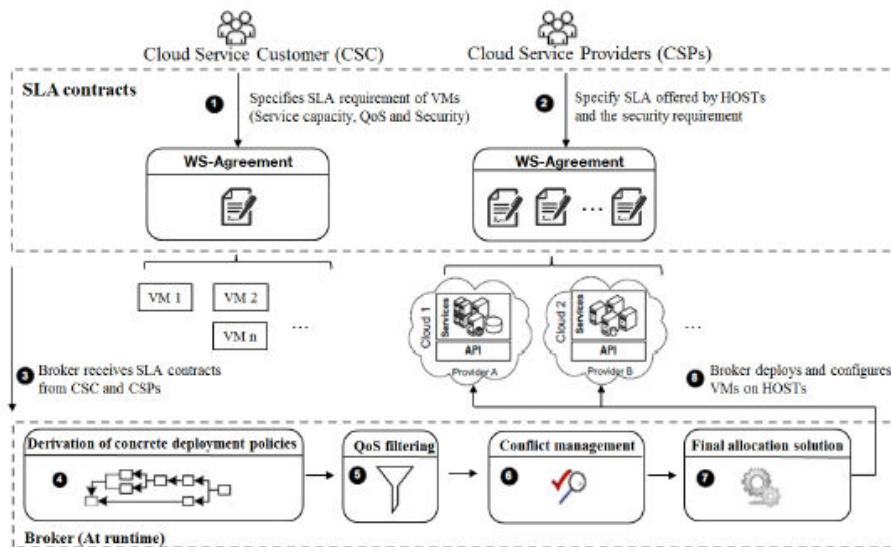 Cloud Service Customer (CSC)
Cloud Service Providers (CSPs)
SLA contracts
1
Specifies SLA requirement of VMs
(Service capacity, QoS and Security)
2
Specify SLA offered by HOSTs
and the security requirement
WS-Agreement
WS-Agreement
...
VM 1
VM 2
VM n
...
Cloud 1
Services
API
Provider A
Cloud 2
Services
API
Provider B
...
3 Broker receives SLA contracts
from CSC and CSPs
8 Broker deploys and configures
VMs on HOSTs
Derivation of concrete deployment policies
4
QoS filtering
5
Conflict management
6
Final allocation solution
7
Broker (At runtime)